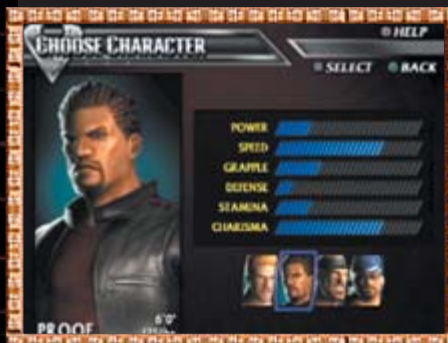 HELP
CHOOSE CHARACTER
SELECT BACK
POWER
SPEED
GRAPPLE
DEFENSE
STAMINA
CHARISMA
6'0"
PROOF